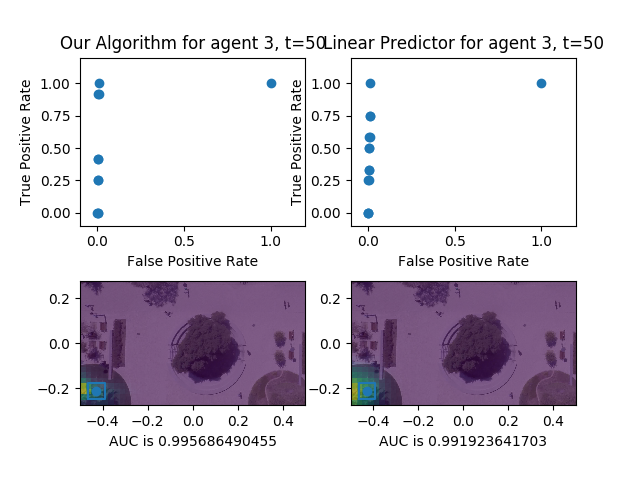 Our Algorithm for agent 3, t=50
Linear Predictor for agent 3, t=50
True Positive Rate
1.00
0.75
0.50
0.25
0.00
0.0 0.5 1.0
False Positive Rate
True Positive Rate
1.00
0.75
0.50
0.25
0.00
0.0 0.5 1.0
False Positive Rate
0.2
0.0
−0.2
−0.4 −0.2 0.0 0.2 0.4
AUC is 0.995686490455
0.2
0.0
−0.2
−0.4 −0.2 0.0 0.2 0.4
AUC is 0.991923641703